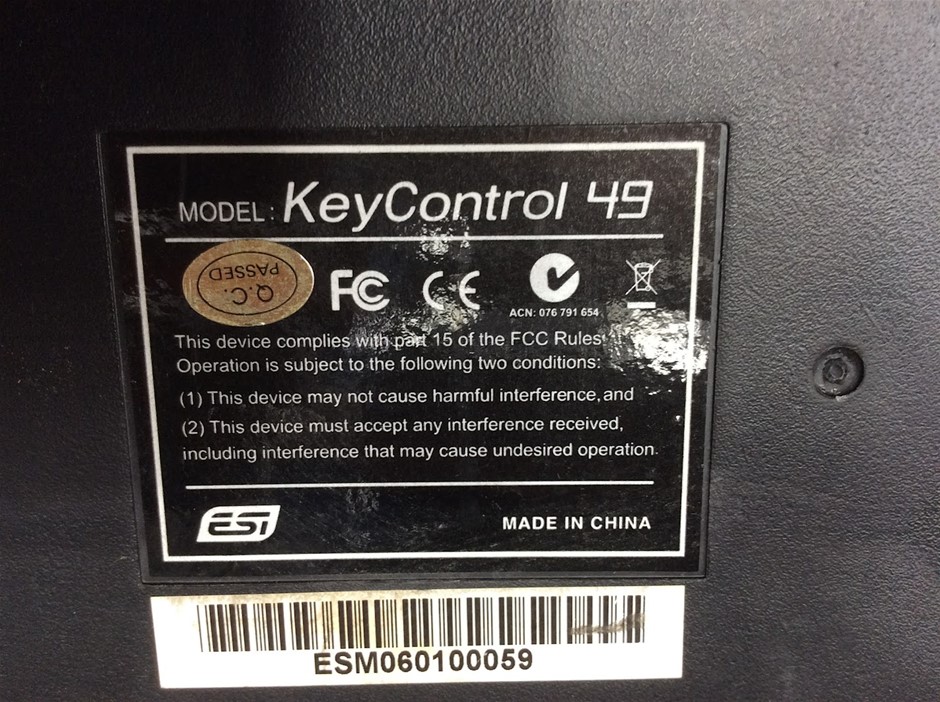 MODEL: KeyControl 49
Q.C.
PASSED
FC CE
ACN: 076 791 654
This device complies with part 15 of the FCC Rules
Operation is subject to the following two conditions:
(1) This device may not cause harmful interference, and
(2) This device must accept any interference received,
including interference that may cause undesired operation.
ESI
MADE IN CHINA
ESM060100059